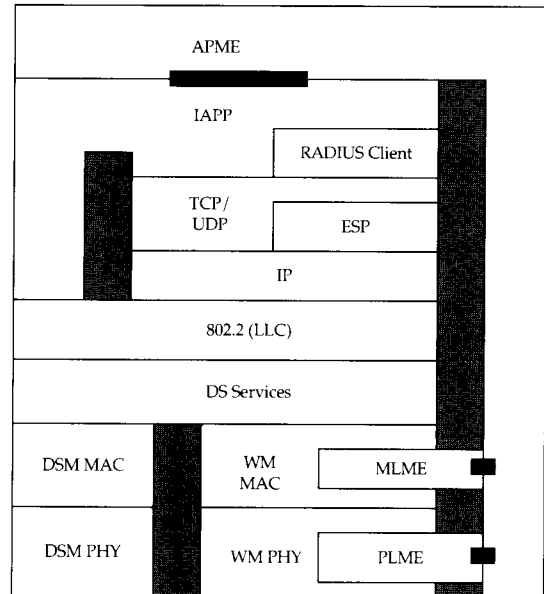 APME
IAPP
RADIUS Client
TCP/
UDP
ESP
IP
802.2 (LLC)
DS Services
DSM MAC
WM
MAC
MLME
DSM PHY
WM PHY
PLME